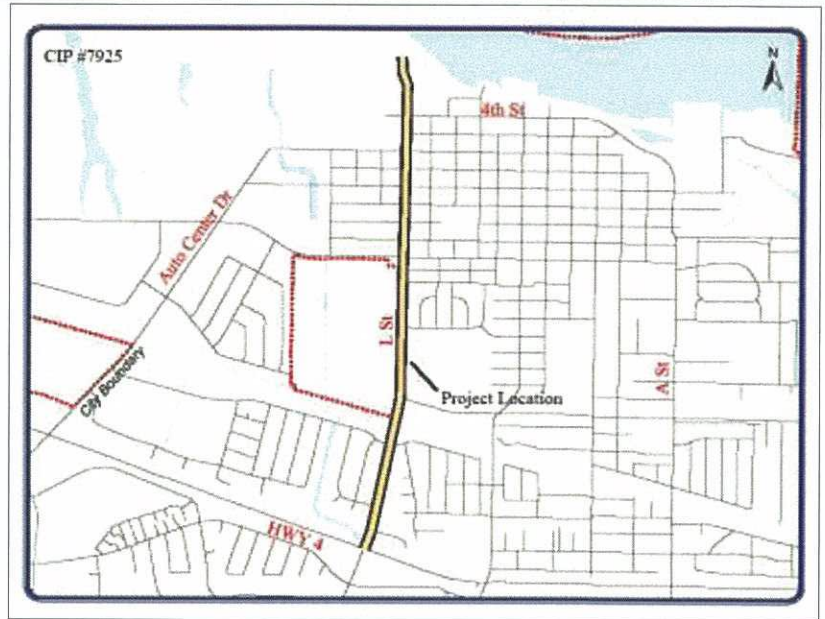 CIP #7925
N
4th St
Auto Center Dr
L St
A St
Project Location
City Boundary
HWY 4